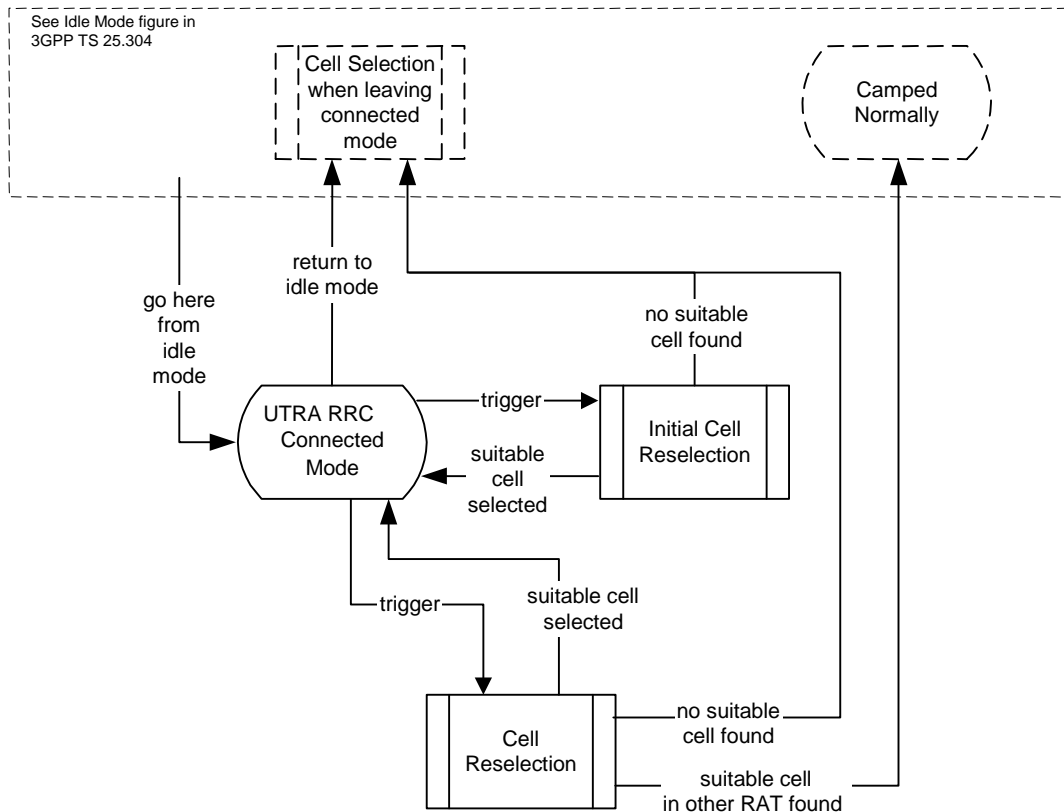 See Idle Mode figure in
3GPP TS 25.304
Cell Selection
when leaving
connected
mode
Camped
Normally
return to
idle mode
go here
from
idle
mode
no suitable
cell found
UTRA RRC
Connected
Mode
trigger
Initial Cell
Reselection
suitable
cell
selected
trigger
suitable cell
selected
Cell
Reselection
no suitable
cell found
suitable cell
in other RAT found